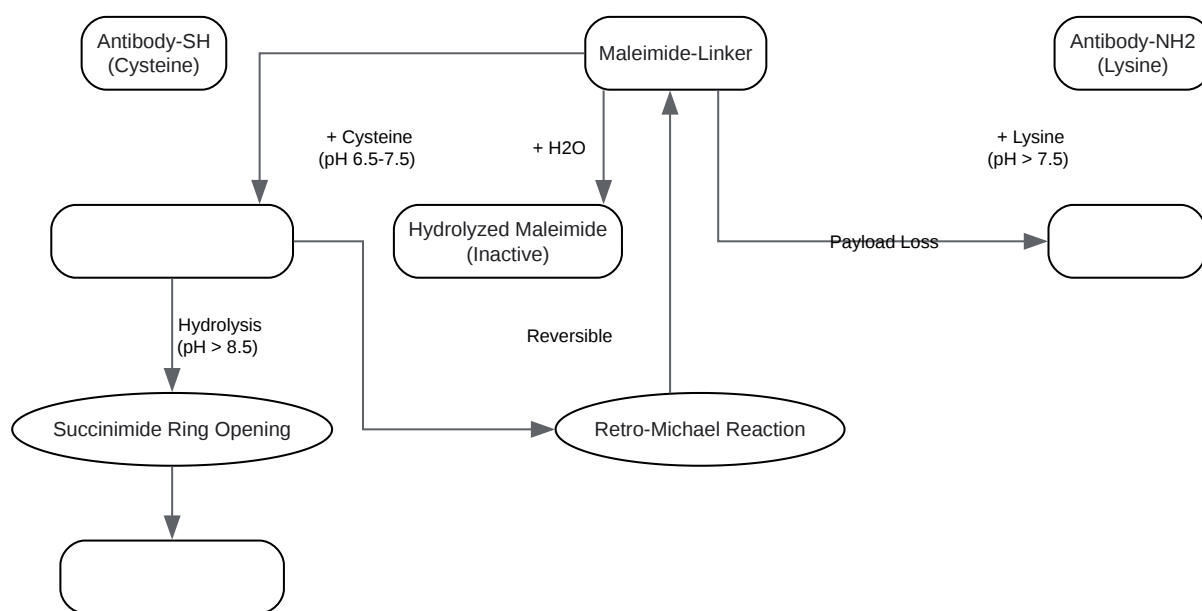 Antibody-SH
(Cysteine)
Maleimide-Linker
Antibody-NH2
(Lysine)
+ Cysteine
(pH 6.5-7.5)
+ H2O
+ Lysine
(pH > 7.5)
Hydrolyzed Maleimide
(Inactive)
Payload Loss
Hydrolysis
(pH > 8.5)
Reversible
Succinimide Ring Opening
Retro-Michael Reaction